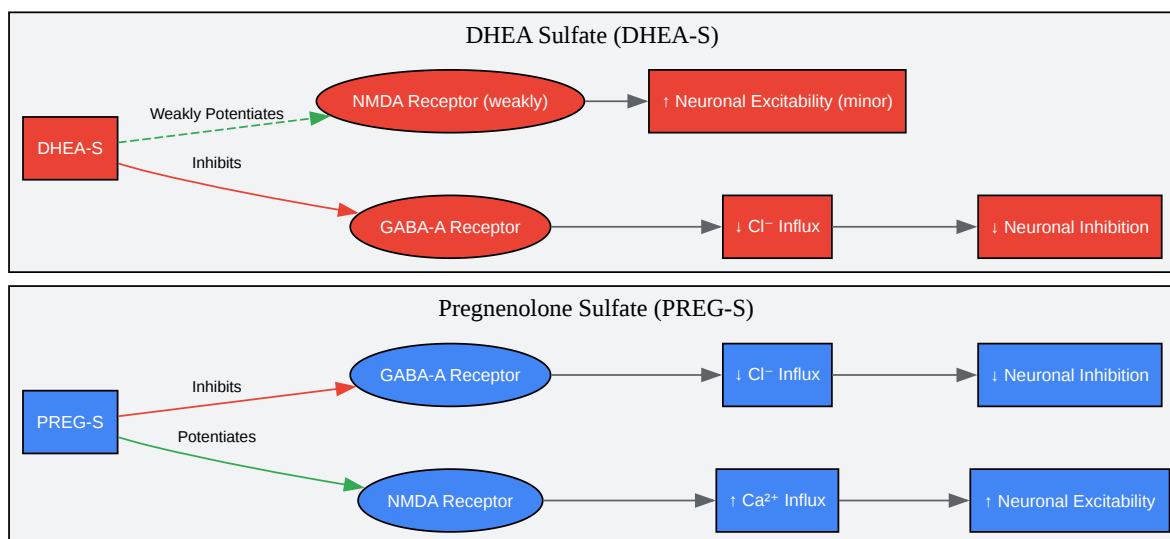 DHEA Sulfate (DHEA-S)
NMDA Receptor (weakly)
↑ Neuronal Excitability (minor)
Weakly Potentiates
DHEA-S
Inhibits
GABA-A Receptor
↓ Cl⁻ Influx
↓ Neuronal Inhibition
Pregnenolone Sulfate (PREG-S)
GABA-A Receptor
↓ Cl⁻ Influx
↓ Neuronal Inhibition
Inhibits
PREG-S
Potentiates
NMDA Receptor
↑ Ca²⁺ Influx
↑ Neuronal Excitability